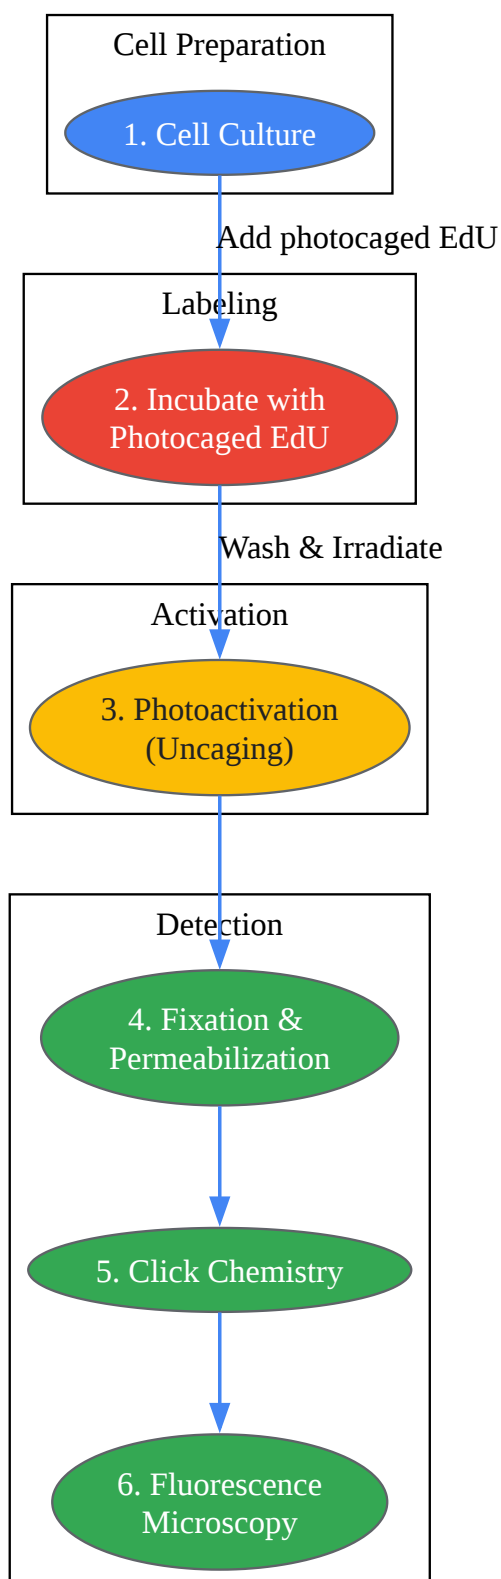 Cell Preparation
1. Cell Culture
Add photocaged EdU
Labeling
2. Incubate with
Photocaged EdU
Wash & Irradiate
Activation
3. Photoactivation
(Uncaging)
Detection
4. Fixation &
Permeabilization
5. Click Chemistry
6. Fluorescence
Microscopy